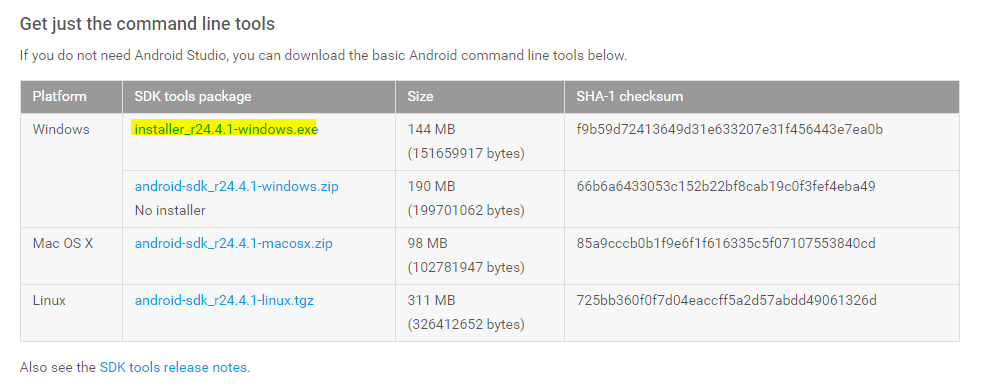 Get just the command line tools
If you do not need Android Studio, you can download the basic Android command line tools below.
Platform SDK tools package Size SHA-1 checksum
Windows installer_r24.4.1-windows.exe 144 MB f9b59d72413649d31e633207e31f456443e7ea0b
(151659917 bytes)
android-sdk_r24.4.1-windows.zip 190 MB 66b6a6433053c152b22bf8cab19c0f3fef4eba49
No installer (199701062 bytes)
Mac OS X android-sdk_r24.4.1-macosx.zip 98 MB 85a9cccb0b1f9e6f1f616335c5f07107553840cd
(102781947 bytes)
Linux android-sdk_r24.4.1-linux.tgz 311 MB 725bb360f0f7d04eaccff5a2d57abdd49061326d
(326412652 bytes)
Also see the SDK tools release notes.